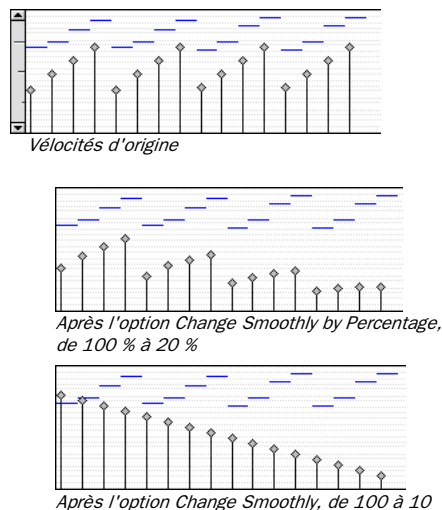 Vélocités d'origine
Après l'option Change Smoothly by Percentage,
de 100 % à 20 %
Après l'option Change Smoothly, de 100 à 10